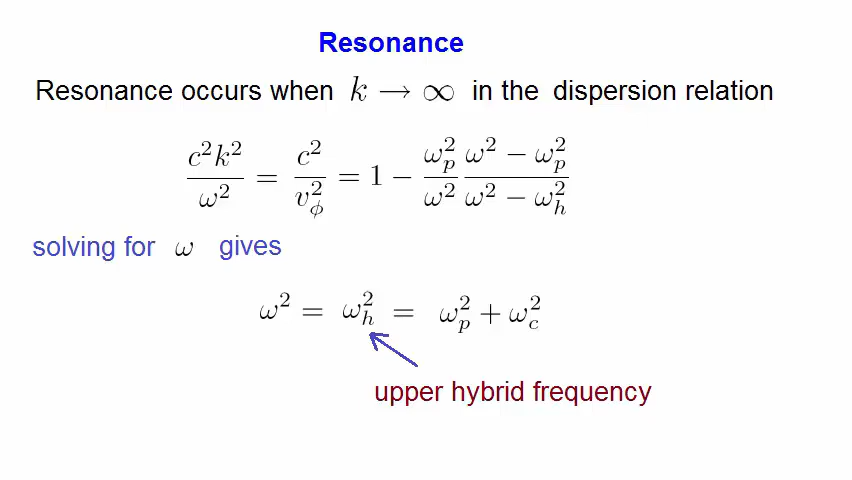 Resonance
Resonance occurs when k → ∞ in the dispersion relation
c²k²/ω² = c²/v_ϕ² = 1 − ω_p²/ω² (ω² − ω_p²)/(ω² − ω_h²)
solving for ω gives
ω² = ω_h² = ω_p² + ω_c²
upper hybrid frequency